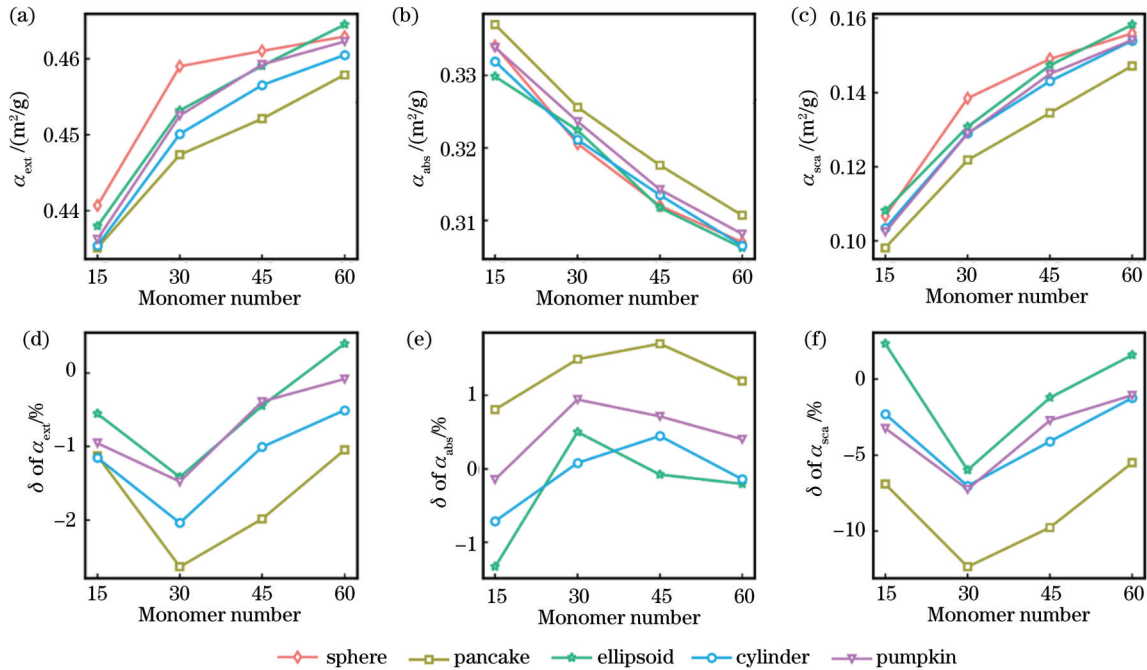 (a)
α_ext /(m²/g)
0.46
0.45
0.44
15 30 45 60
Monomer number
(b)
α_abs /(m²/g)
0.33
0.32
0.31
15 30 45 60
Monomer number
(c)
α_sca /(m²/g)
0.16
0.14
0.12
0.10
15 30 45 60
Monomer number
(d)
δ of α_ext/%
0
−1
−2
15 30 45 60
Monomer number
(e)
δ of α_abs/%
1
0
−1
15 30 45 60
Monomer number
(f)
δ of α_sca/%
0
−5
−10
15 30 45 60
Monomer number
sphere pancake ellipsoid cylinder pumpkin